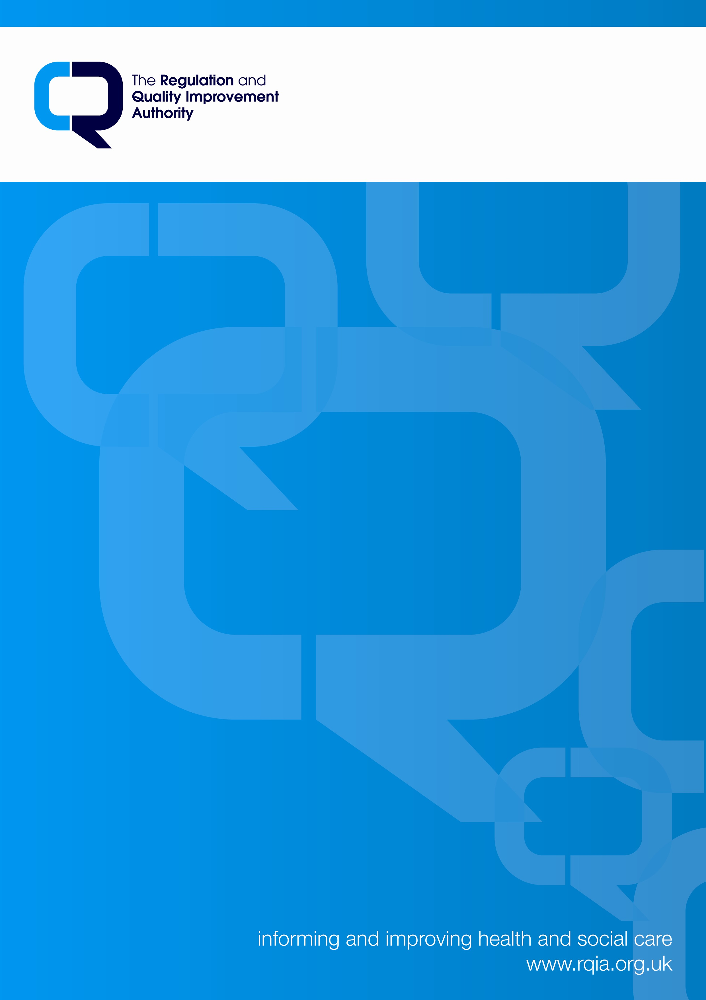 The Regulation and
Quality Improvement
Authority
informing and improving health and social care
www.rqia.org.uk